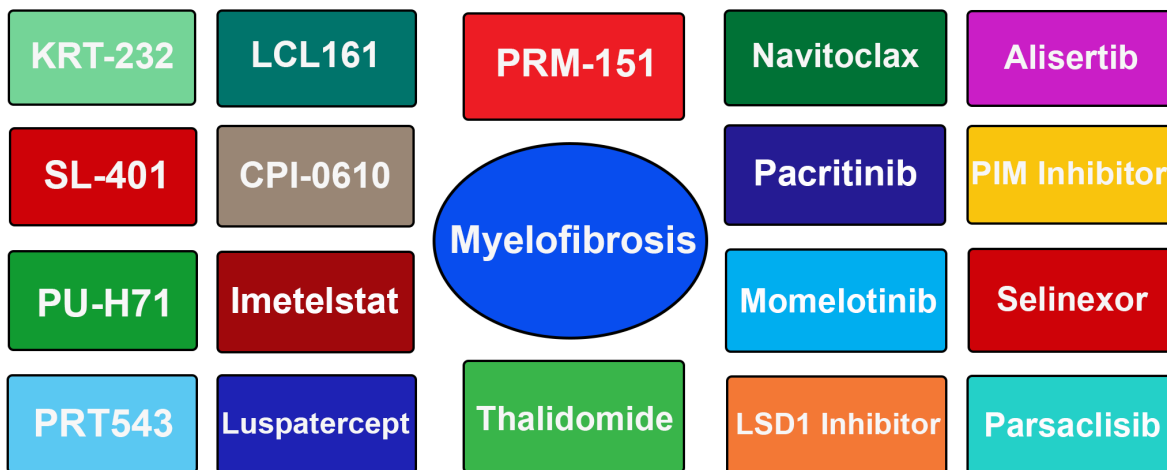 KRT-232
LCL161
PRM-151
Navitoclax
Alisertib
SL-401
CPI-0610
Pacritinib
PIM Inhibitor
Myelofibrosis
PU-H71
Imetelstat
Momelotinib
Selinexor
PRT543
Luspatercept
Thalidomide
LSD1 Inhibitor
Parsaclisib